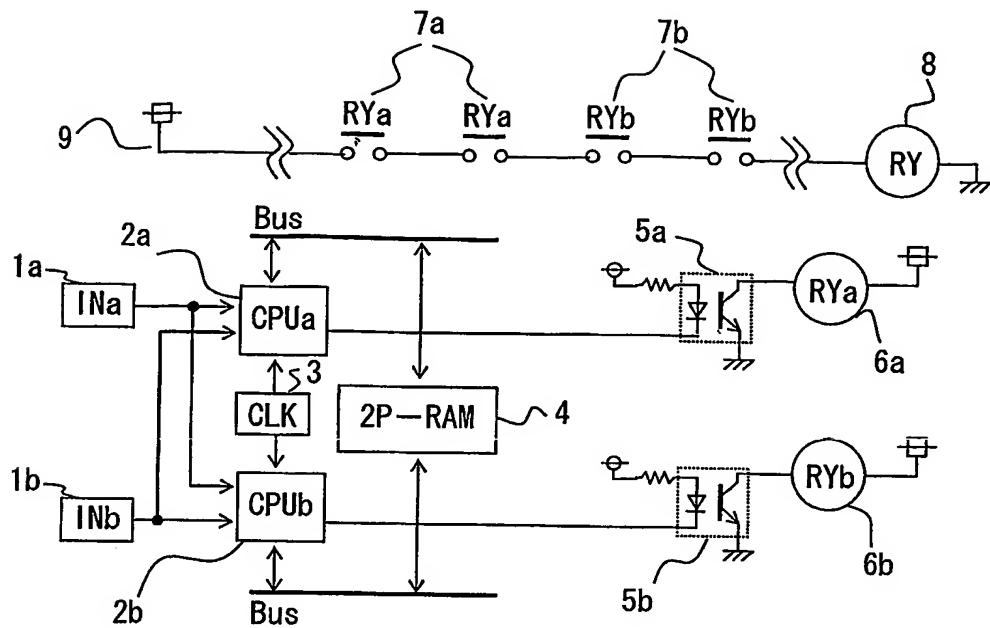 7a
7b
8
9
RYa
RYa
RYb
RYb
RY
Bus
2a
5a
1a
INa
CPUa
RYa
6a
3
CLK
2P—RAM
4
1b
INb
CPUb
RYb
6b
5b
2b
Bus